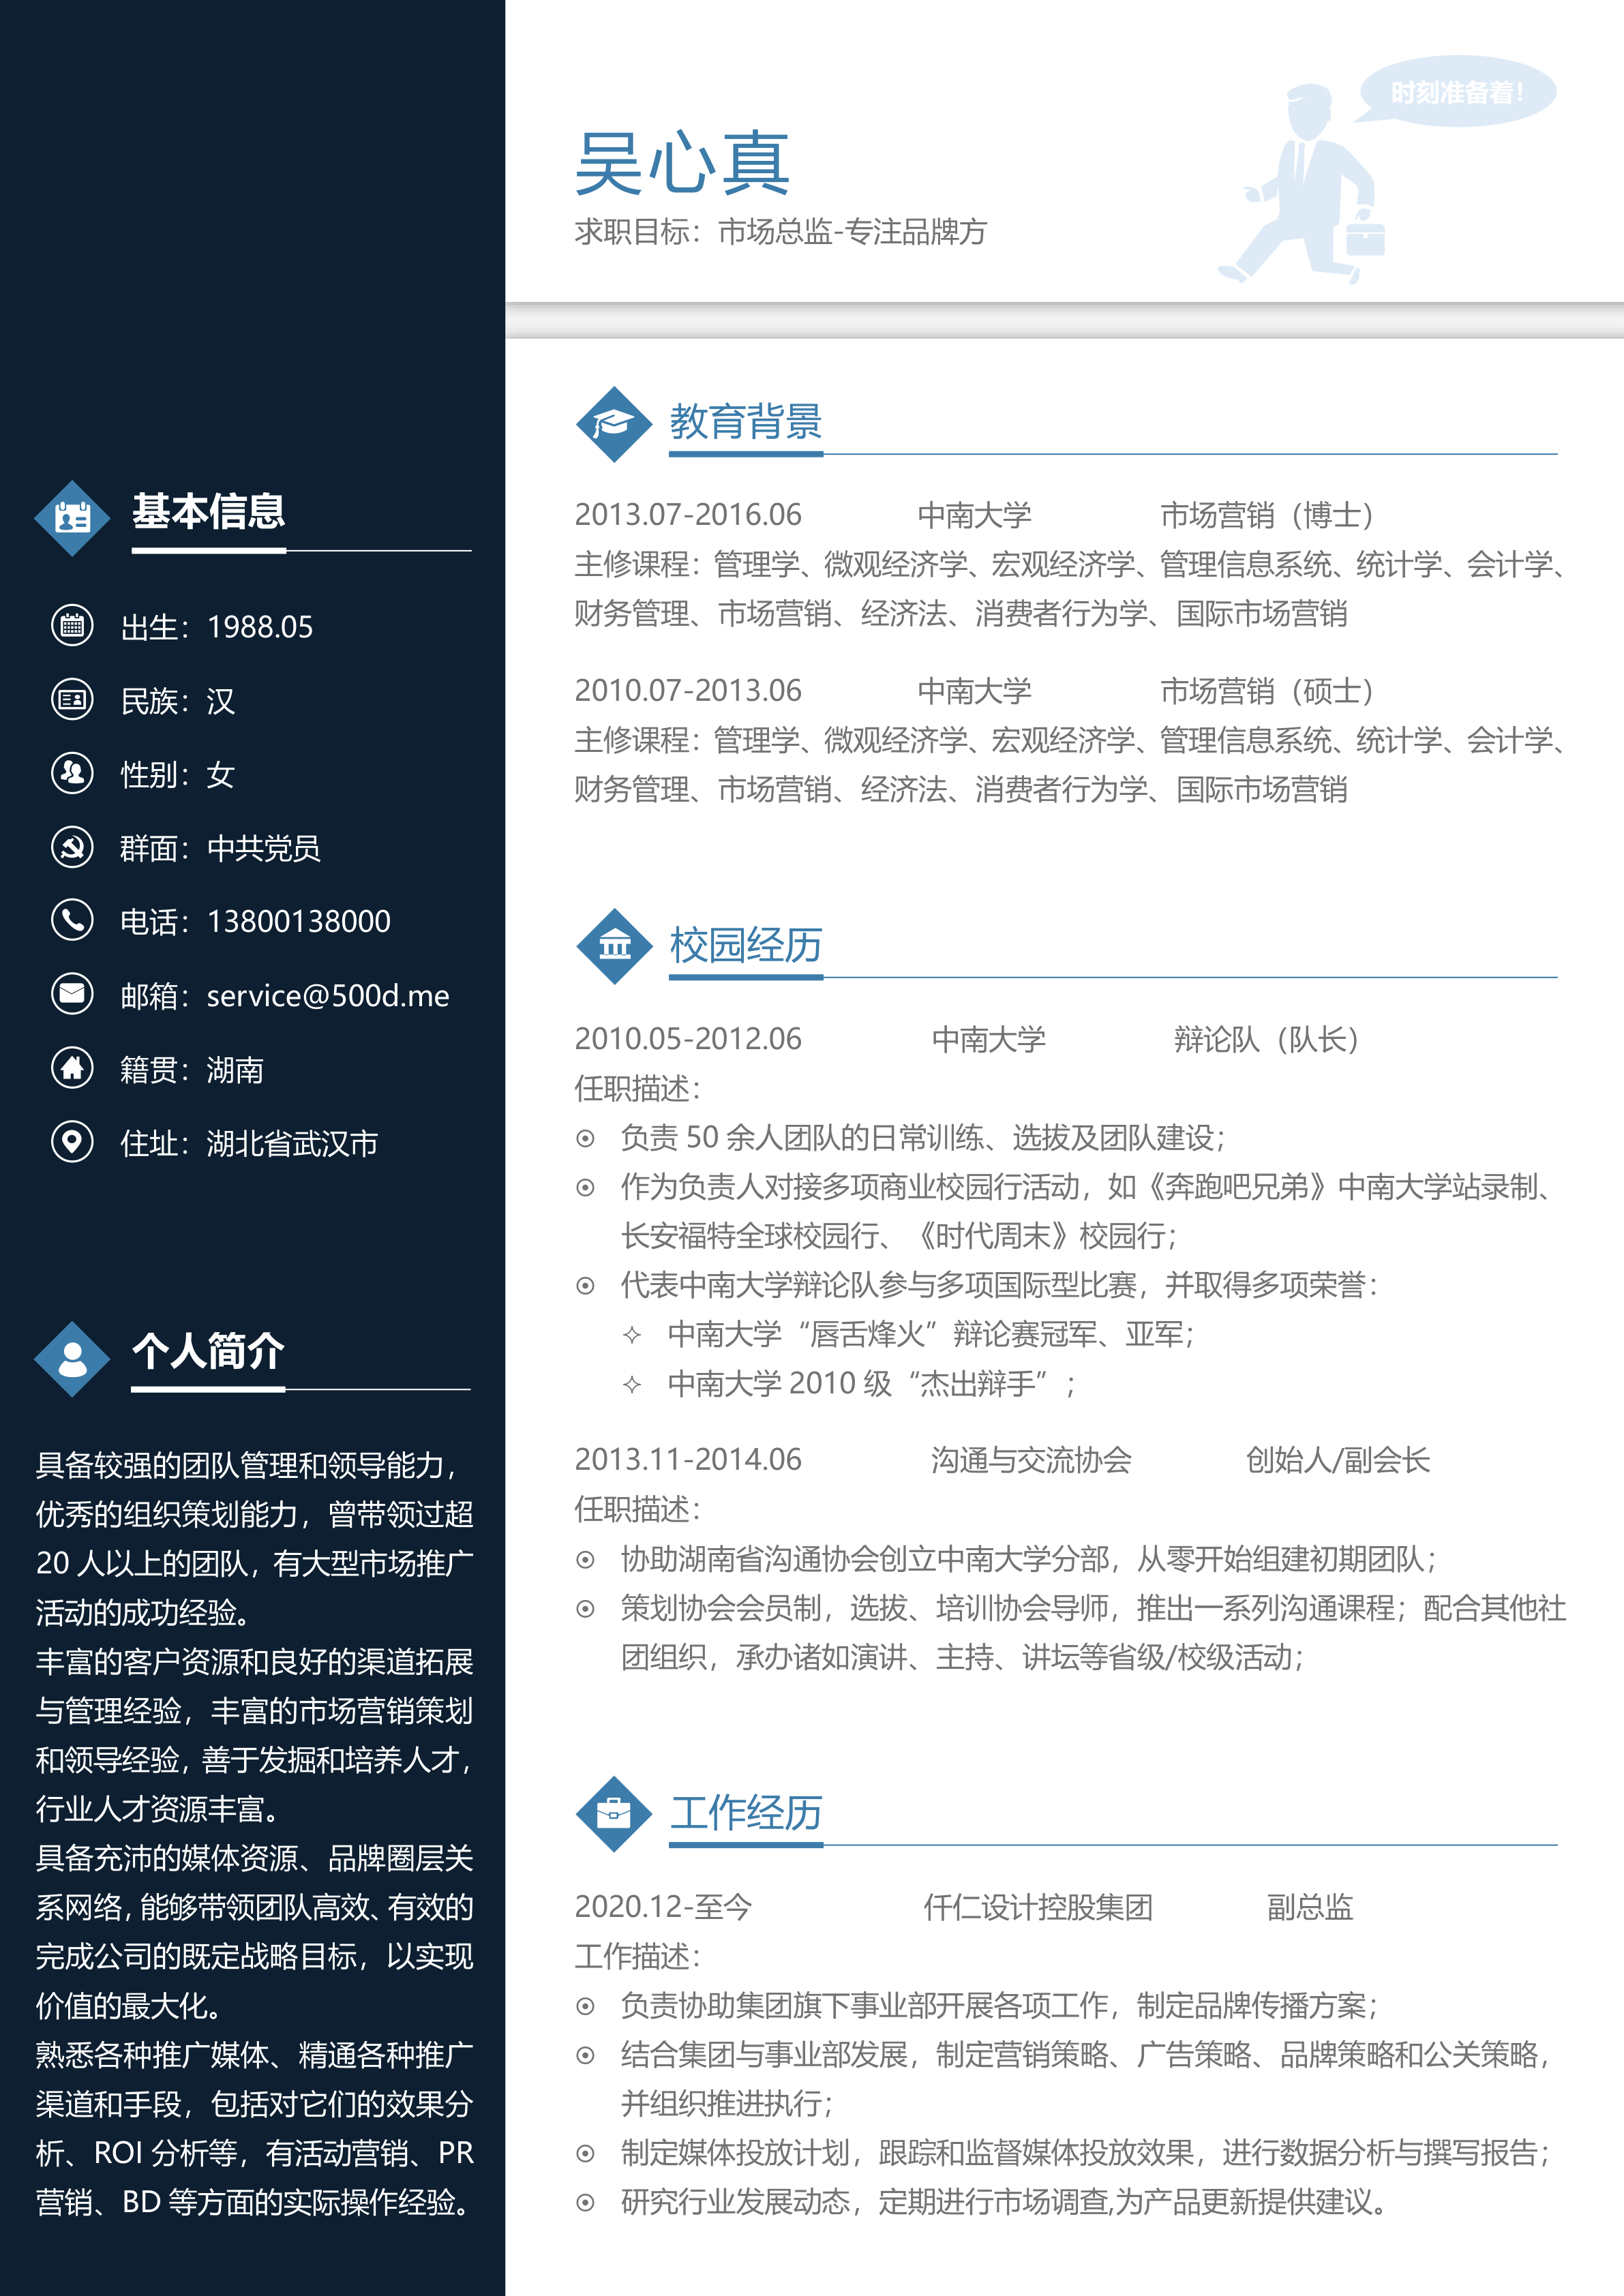 时刻准备着！
吴心真
求职目标：市场总监-专注品牌方
基本信息
出生：1988.05
民族：汉
性别：女
群面：中共党员
电话：13800138000
邮箱：service@500d.me
籍贯：湖南
住址：湖北省武汉市
个人简介
具备较强的团队管理和领导能力，
优秀的组织策划能力，曾带领过超
20 人以上的团队，有大型市场推广
活动的成功经验。
丰富的客户资源和良好的渠道拓展
与管理经验，丰富的市场营销策划
和领导经验，善于发掘和培养人才，
行业人才资源丰富。
具备充沛的媒体资源、品牌圈层关
系网络，能够带领团队高效、有效的
完成公司的既定战略目标，以实现
价值的最大化。
熟悉各种推广媒体、精通各种推广
渠道和手段，包括对它们的效果分
析、ROI 分析等，有活动营销、PR
营销、BD 等方面的实际操作经验。
教育背景
2013.07-2016.06 中南大学 市场营销（博士）
主修课程：管理学、微观经济学、宏观经济学、管理信息系统、统计学、会计学、
财务管理、市场营销、经济法、消费者行为学、国际市场营销
2010.07-2013.06 中南大学 市场营销（硕士）
主修课程：管理学、微观经济学、宏观经济学、管理信息系统、统计学、会计学、
财务管理、市场营销、经济法、消费者行为学、国际市场营销
校园经历
2010.05-2012.06 中南大学 辩论队（队长）
任职描述：
负责 50 余人团队的日常训练、选拔及团队建设；
作为负责人对接多项商业校园行活动，如《奔跑吧兄弟》中南大学站录制、
长安福特全球校园行、《时代周末》校园行；
代表中南大学辩论队参与多项国际型比赛，并取得多项荣誉：
中南大学“唇舌烽火”辩论赛冠军、亚军；
中南大学 2010 级“杰出辩手”；
2013.11-2014.06 沟通与交流协会 创始人/副会长
任职描述：
协助湖南省沟通协会创立中南大学分部，从零开始组建初期团队；
策划协会会员制，选拔、培训协会导师，推出一系列沟通课程；配合其他社
团组织，承办诸如演讲、主持、讲坛等省级/校级活动；
工作经历
2020.12-至今 仟仁设计控股集团 副总监
工作描述：
负责协助集团旗下事业部开展各项工作，制定品牌传播方案；
结合集团与事业部发展，制定营销策略、广告策略、品牌策略和公关策略，
并组织推进执行；
制定媒体投放计划，跟踪和监督媒体投放效果，进行数据分析与撰写报告；
研究行业发展动态，定期进行市场调查,为产品更新提供建议。